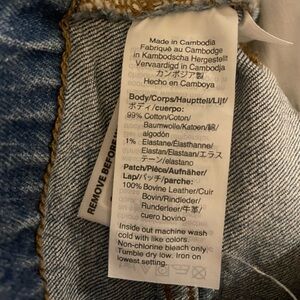 Made in Cambodia
Fabriqué au Cambodge
in Kambodscha Hergestellt
Vervaardigd in Cambodja
カンボジア製
Hecho en Camboya
Body/Corps/Hauptteil/Lijf/
ボディ/cuerpo:
99% Cotton/Coton/
Baumwolle/Katoen/綿/
algodón
1% Elastane/Élasthanne/
Elastan/Elastaan/エラス
テーン/elastano
Patch/Pièce/Aufnäher/
Lap/パッチ/parche:
100% Bovine Leather/Cuir
Bovin/Rindleder/
Runderleer/牛革/
cuero bovino
Inside out machine wash
cold with like colors.
Non-chlorine bleach only
Tumble dry low. Iron on
lowest setting.
REMOVE BEFORE